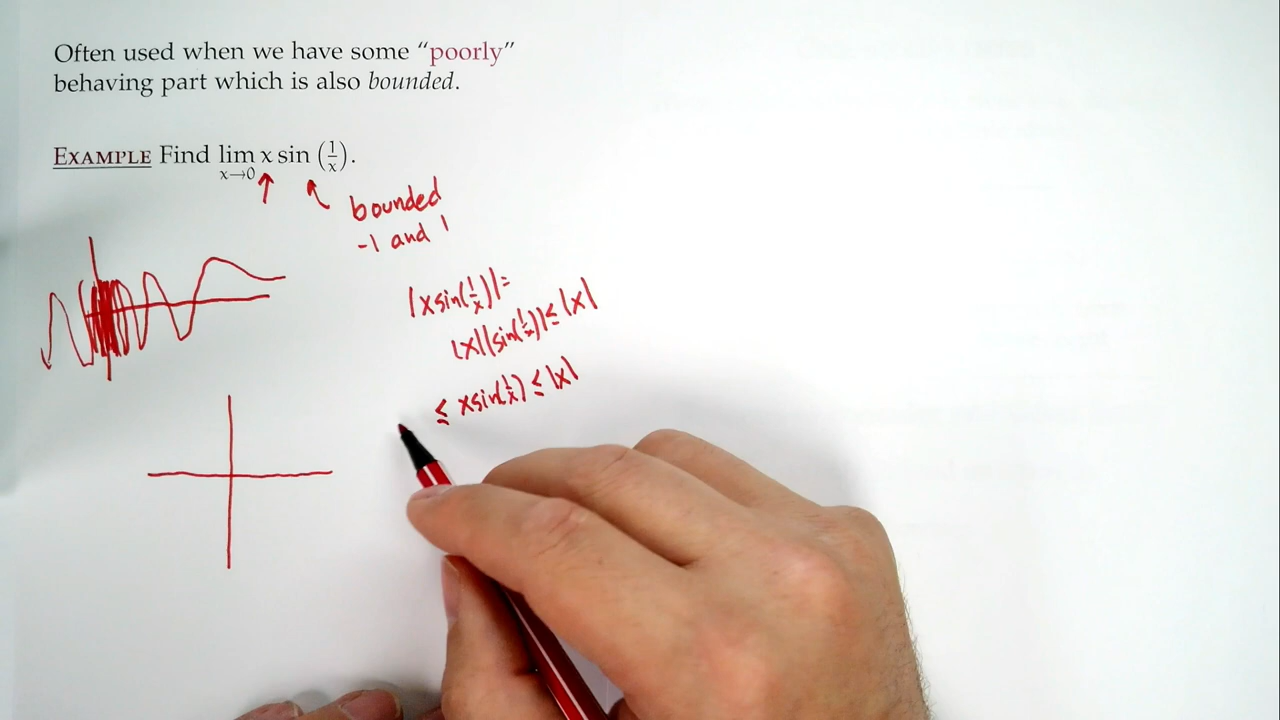 Often used when we have some “poorly”
behaving part which is also bounded.
EXAMPLE Find lim x→0 x sin (1/x).
bounded
-1 and 1
|x sin(1/x)| =
|x||sin(1/x)| ≤ |x|
≤ x sin(1/x) ≤ |x|